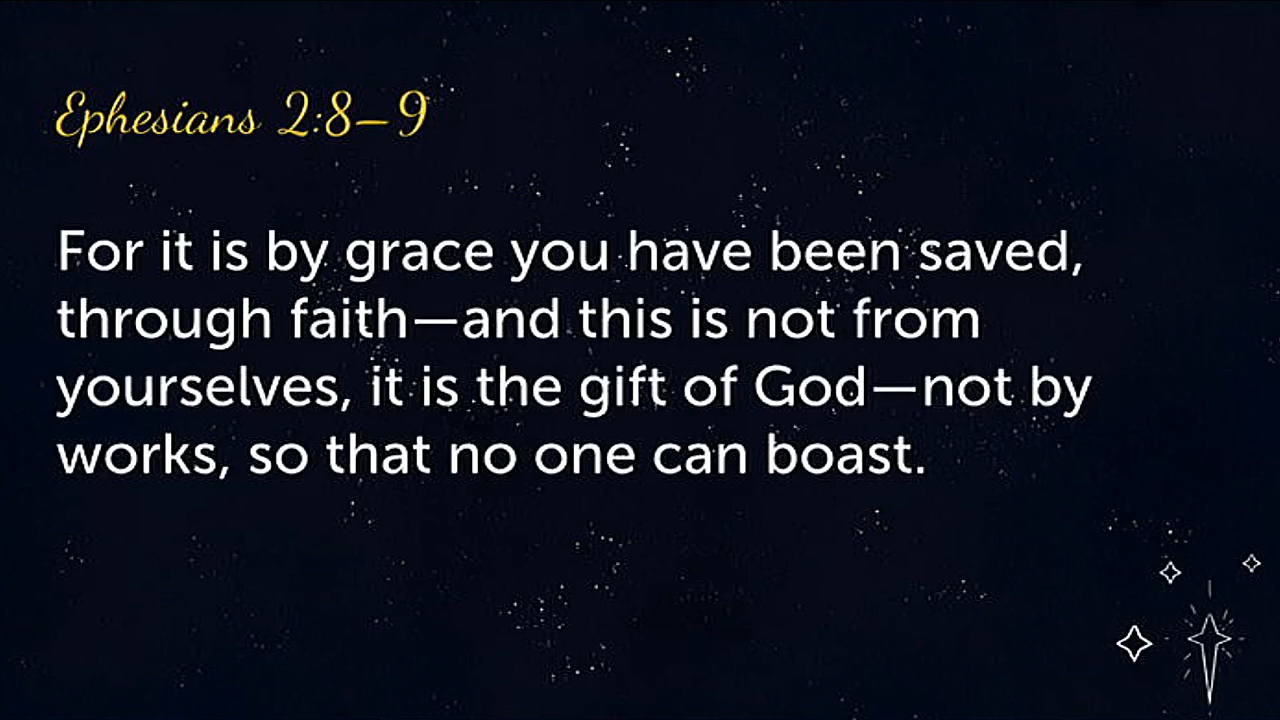 Ephesians 2:8–9
For it is by grace you have been saved,
through faith—and this is not from
yourselves, it is the gift of God—not by
works, so that no one can boast.